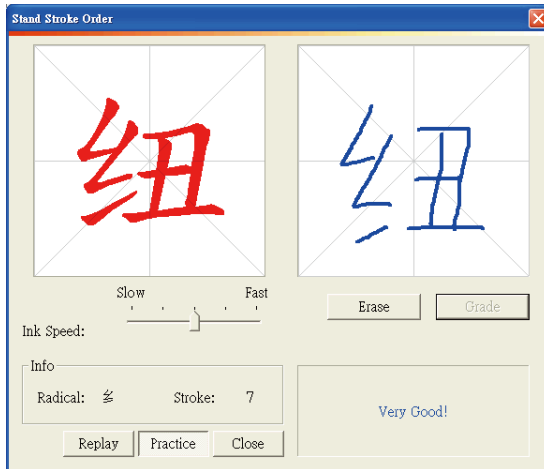 Stand Stroke Order
纽 纽
Slow Fast
Ink Speed:
Erase Grade
Info
Radical: 纟 Stroke: 7
Very Good!
Replay Practice Close